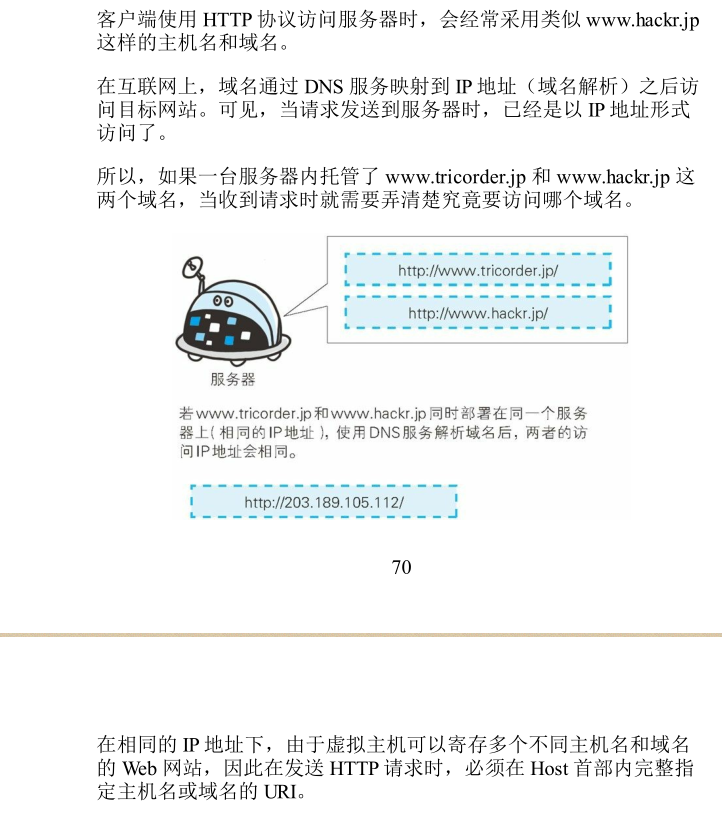 客户端使用 HTTP 协议访问服务器时，会经常采用类似 www.hackr.jp
这样的主机名和域名。
在互联网上，域名通过 DNS 服务映射到 IP 地址（域名解析）之后访
问目标网站。可见，当请求发送到服务器时，已经是以 IP 地址形式
访问了。
所以，如果一台服务器内托管了 www.tricorder.jp 和 www.hackr.jp 这
两个域名，当收到请求时就需要弄清楚究竟要访问哪个域名。
http://www.tricorder.jp/
http://www.hackr.jp/
服务器
若www.tricorder.jp和www.hackr.jp同时部署在同一个服务
器上( 相同的IP地址 )，使用DNS服务解析域名后，两者的访
问IP地址会相同。
http://203.189.105.112/
70
在相同的 IP 地址下，由于虚拟主机可以寄存多个不同主机名和域名
的 Web 网站，因此在发送 HTTP 请求时，必须在 Host 首部内完整指
定主机名或域名的 URI。